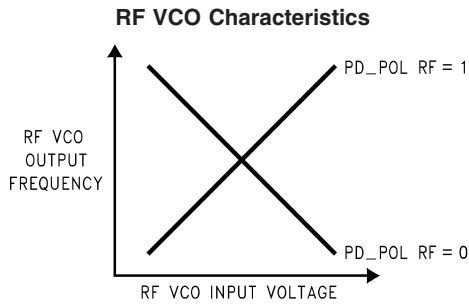 RF VCO Characteristics
PD_POL RF = 1
RF VCO
OUTPUT
FREQUENCY
PD_POL RF = 0
RF VCO INPUT VOLTAGE